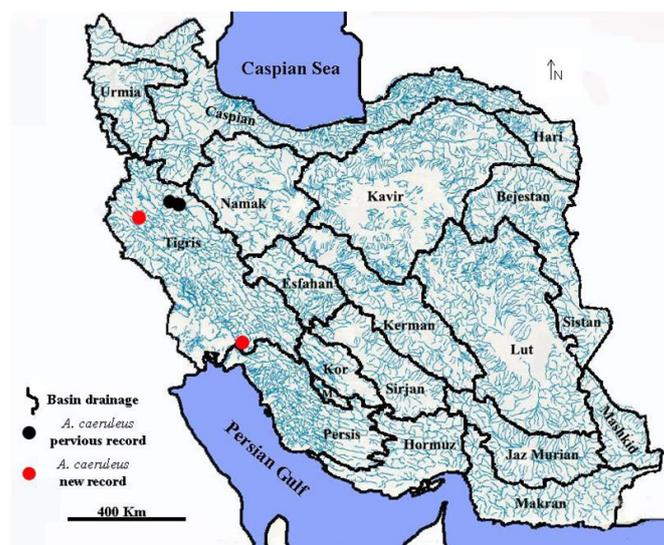 Caspian Sea
N
Urmia
Caspian
Hari
Namak
Kavir
Bejestan
Tigris
Esfahan
Kerman
Sistan
Lut
Kor
Sirjan
M.
Basin drainage
A. caeruleus
pervious record
A. caeruleus
new record
Persis
Hormuz
Jaz Murian
Mashkid
Makran
Persian Gulf
400 Km